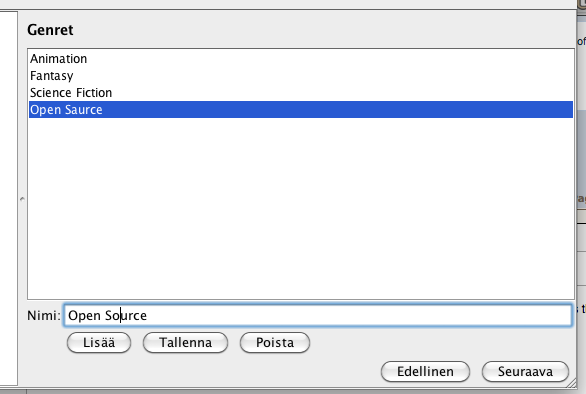 Genret
Animation
Fantasy
Science Fiction
Open Saurce
Nimi: Open Source
Lisää Tallenna Poista
Edellinen Seuraava